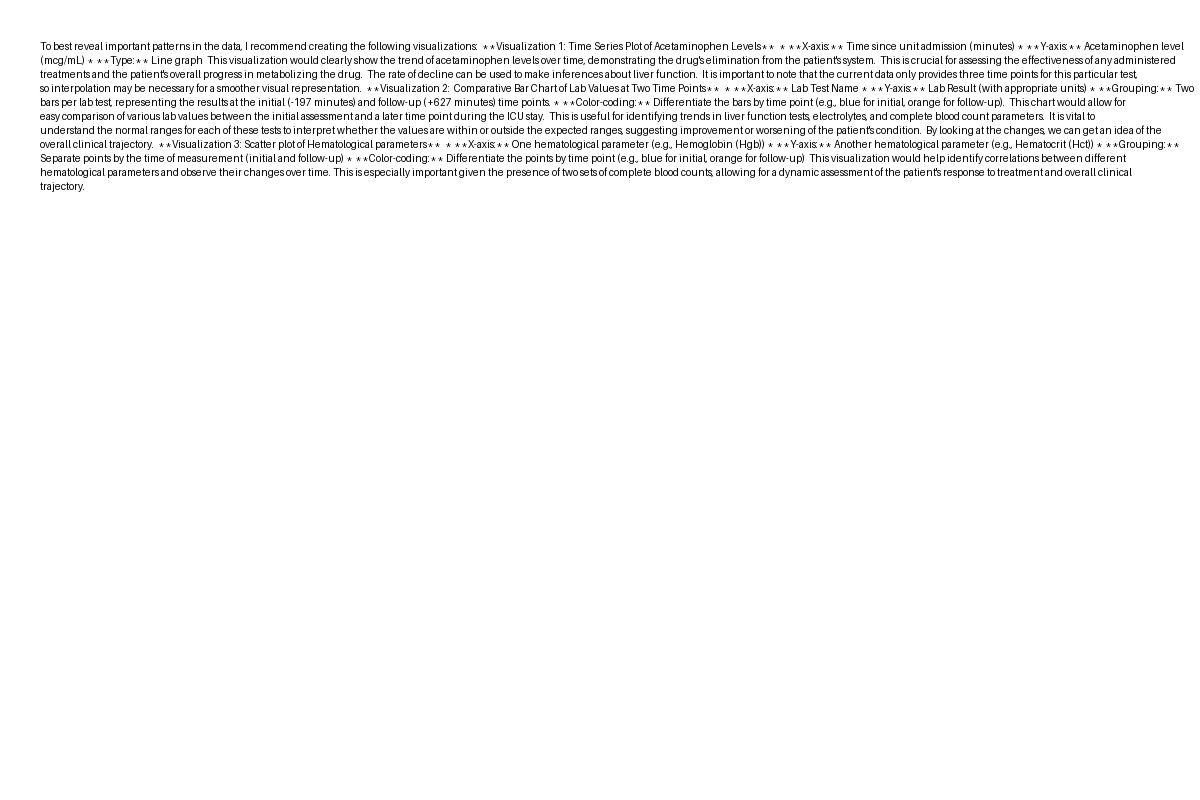 To best reveal important patterns in the data, I recommend creating the following visualizations:  **Visualization 1: Time Series Plot of Acetaminophen Levels**  * **X-axis:** Time since unit admission (minutes) * **Y-axis:** Acetaminophen level
(mcg/mL) * **Type:** Line graph  This visualization would clearly show the trend of acetaminophen levels over time, demonstrating the drug's elimination from the patient's system.  This is crucial for assessing the effectiveness of any administered
treatments and the patient's overall progress in metabolizing the drug.  The rate of decline can be used to make inferences about liver function.  It is important to note that the current data only provides three time points for this particular test,
so interpolation may be necessary for a smoother visual representation.  **Visualization 2: Comparative Bar Chart of Lab Values at Two Time Points**  * **X-axis:** Lab Test Name * **Y-axis:** Lab Result (with appropriate units) * **Grouping:** Two
bars per lab test, representing the results at the initial (-197 minutes) and follow-up (+627 minutes) time points. * **Color-coding:** Differentiate the bars by time point (e.g., blue for initial, orange for follow-up).  This chart would allow for
easy comparison of various lab values between the initial assessment and a later time point during the ICU stay.  This is useful for identifying trends in liver function tests, electrolytes, and complete blood count parameters.  It is vital to
understand the normal ranges for each of these tests to interpret whether the values are within or outside the expected ranges, suggesting improvement or worsening of the patient's condition.  By looking at the changes, we can get an idea of the
overall clinical trajectory.  **Visualization 3: Scatter plot of Hematological parameters**  * **X-axis:** One hematological parameter (e.g., Hemoglobin (Hgb)) * **Y-axis:** Another hematological parameter (e.g., Hematocrit (Hct)) * **Grouping:**
Separate points by the time of measurement (initial and follow-up) * **Color-coding:** Differentiate the points by time point (e.g., blue for initial, orange for follow-up)  This visualization would help identify correlations between different
hematological parameters and observe their changes over time. This is especially important given the presence of two sets of complete blood counts, allowing for a dynamic assessment of the patient's response to treatment and overall clinical
trajectory.